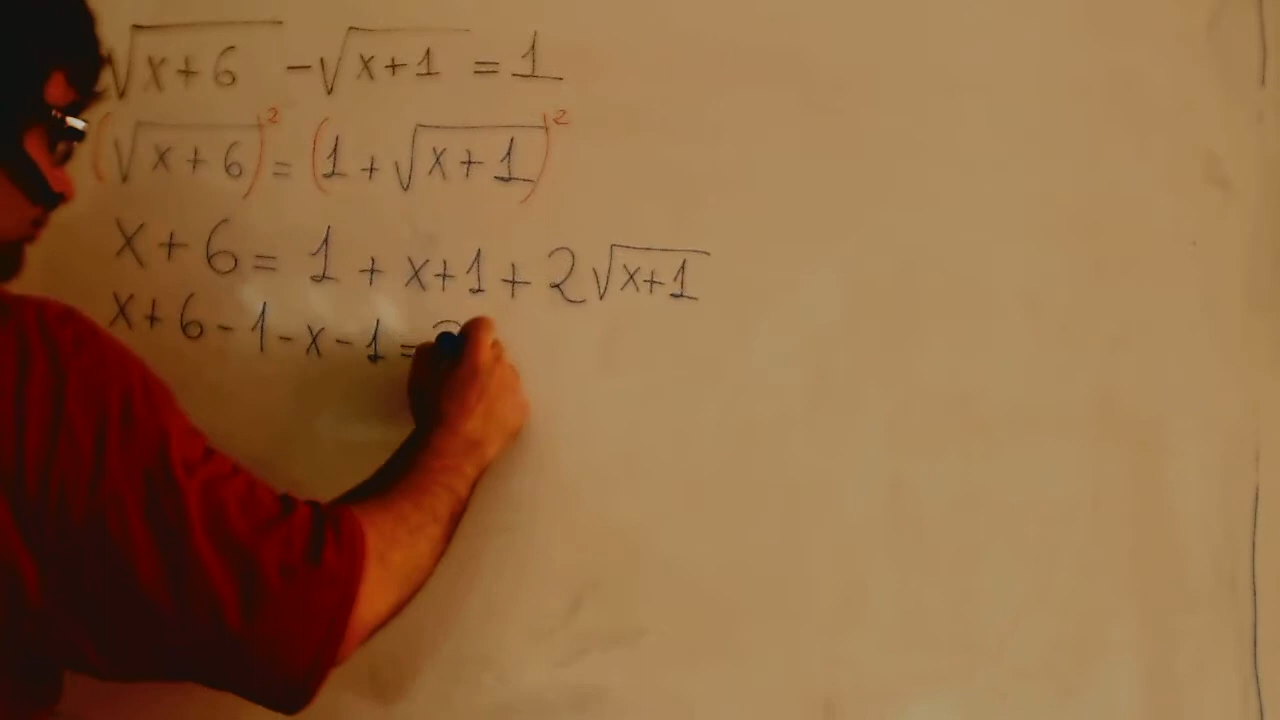 √(x+6) -√(x+1) = 1
(√(x+6))² = (1+√(x+1))²
x+6= 1 + x+1 + 2√(x+1)
x+6-1-x-1=